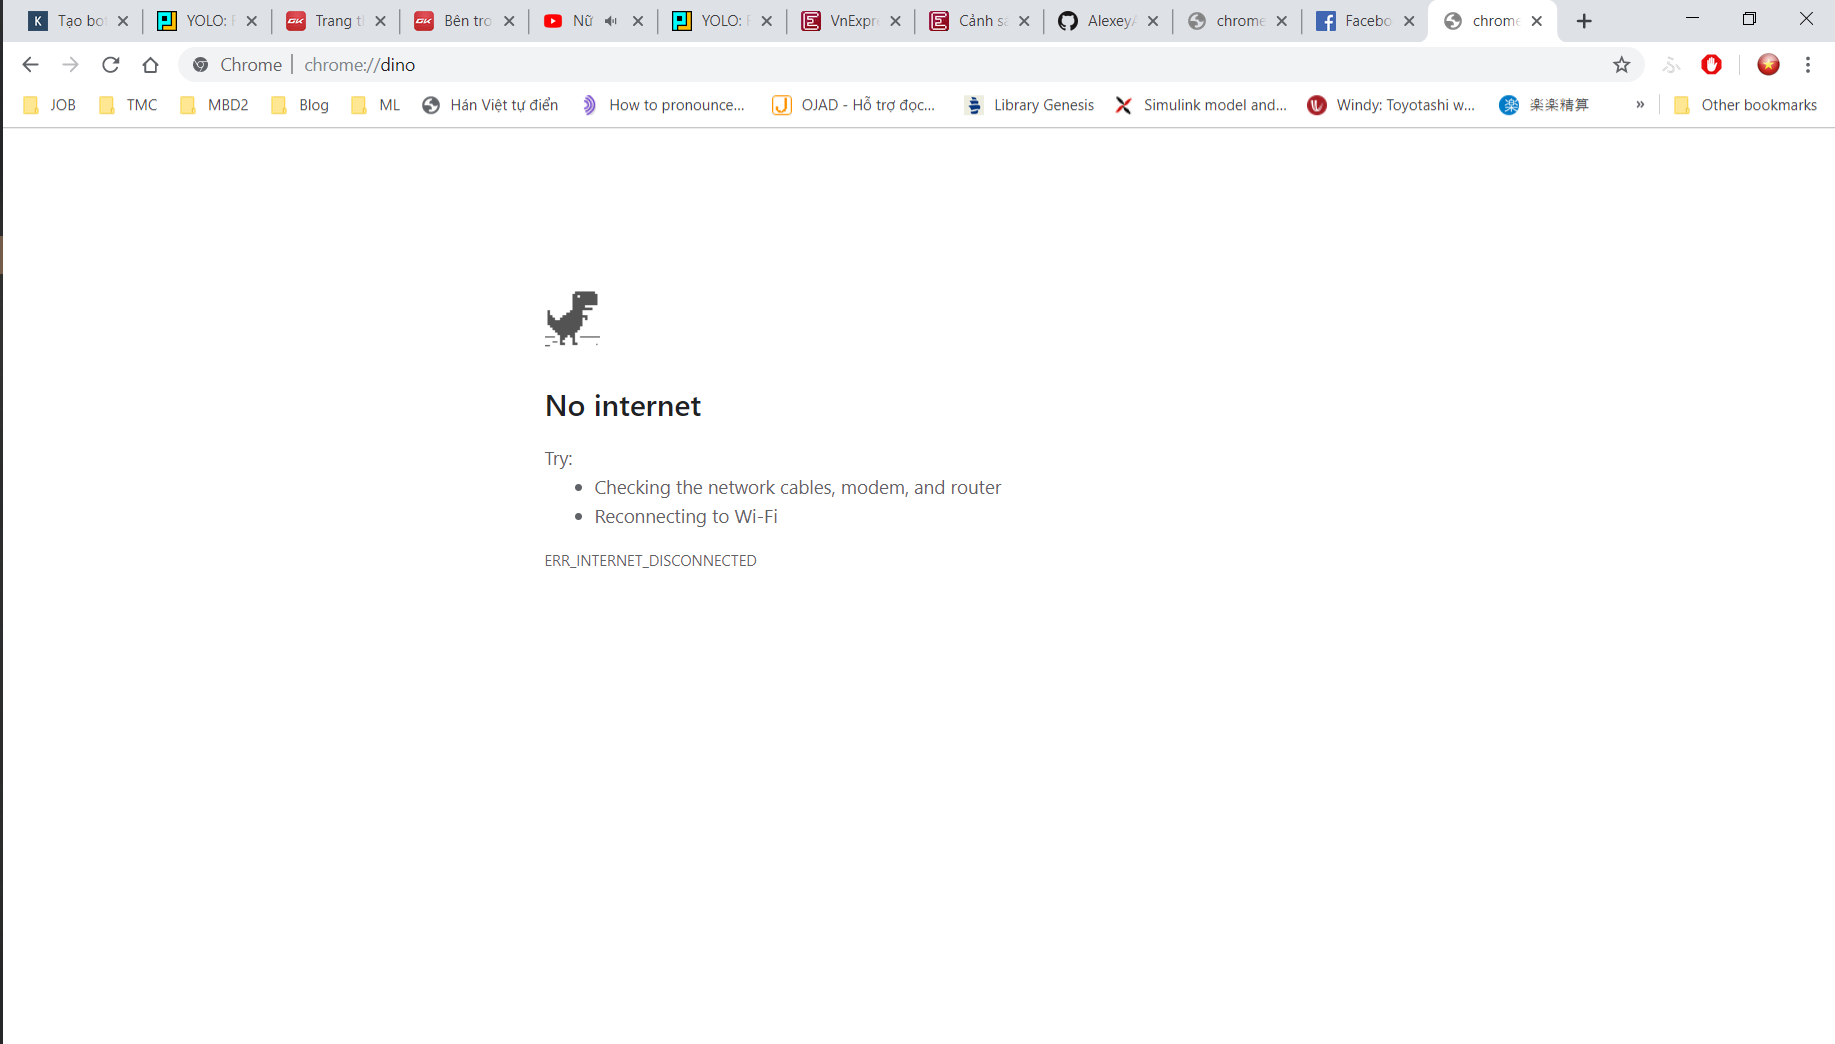 K Tạo bo
YOLO:
GK Trang t
GK Bên tro
Nữ
YOLO:
E VnExpr
E Cảnh s
Alexey
chrome
Facebo
chrome
Chrome | chrome://dino
JOB
TMC
MBD2
Blog
ML
Hán Việt tự điển
How to pronounce...
J OJAD - Hỗ trợ đọc...
Library Genesis
Simulink model and...
Windy: Toyotashi w...
楽 楽楽精算
»
Other bookmarks
No internet
Try:
• Checking the network cables, modem, and router
• Reconnecting to Wi-Fi
ERR_INTERNET_DISCONNECTED